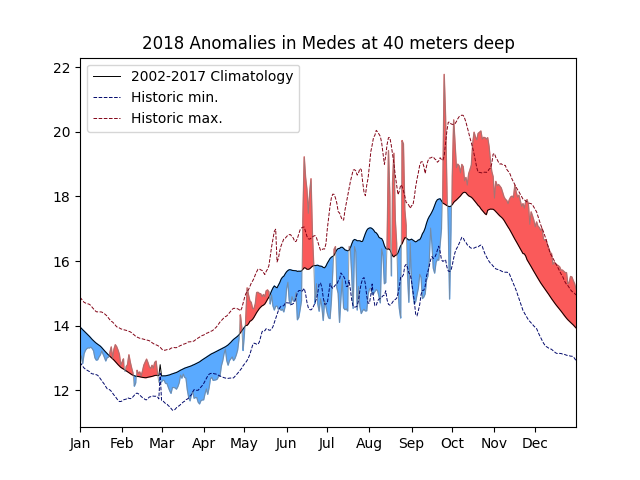 2018 Anomalies in Medes at 40 meters deep
2002-2017 Climatology
Historic min.
Historic max.
22
20
18
16
14
12
Jan Feb Mar Apr May Jun Jul Aug Sep Oct Nov Dec